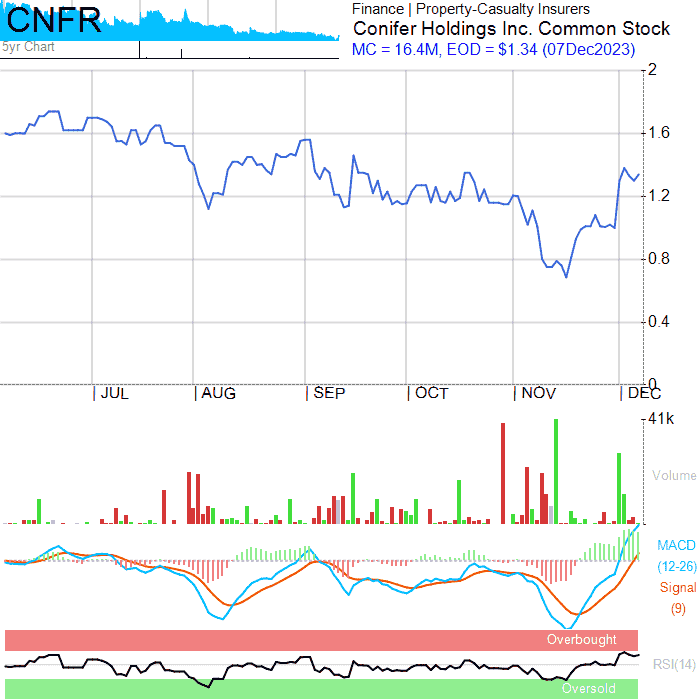 CNFR
5yr Chart
Finance | Property-Casualty Insurers
Conifer Holdings Inc. Common Stock
MC = 16.4M, EOD = $1.34 (07Dec2023)
2
1.6
1.2
0.8
0.4
0
JUL AUG SEP OCT NOV DEC
41k
Volume
MACD
(12-26)
Signal
(9)
Overbought
RSI(14)
Oversold